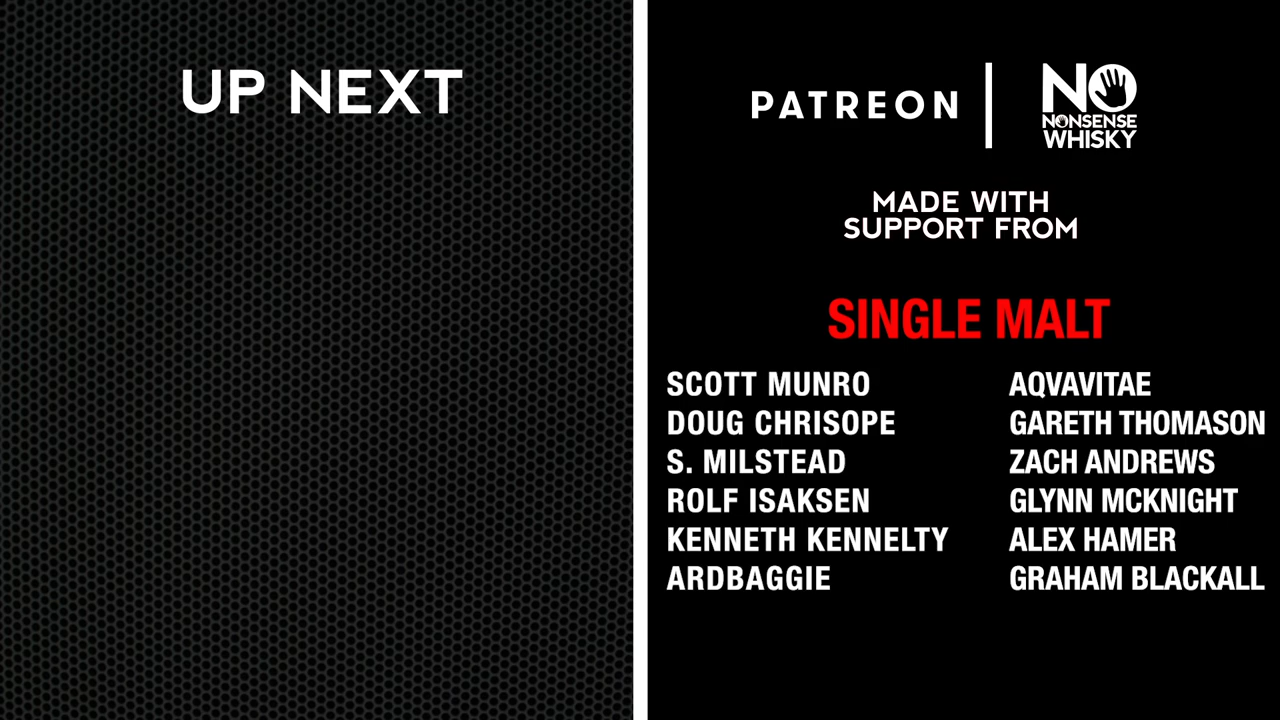 UP NEXT
PATREON
NO
NONSENSE
WHISKY
MADE WITH
SUPPORT FROM
SINGLE MALT
SCOTT MUNRO
DOUG CHRISOPE
S. MILSTEAD
ROLF ISAKSEN
KENNETH KENNELTY
ARDBAGGIE
AQVAVITAE
GARETH THOMASON
ZACH ANDREWS
GLYNN MCKNIGHT
ALEX HAMER
GRAHAM BLACKALL